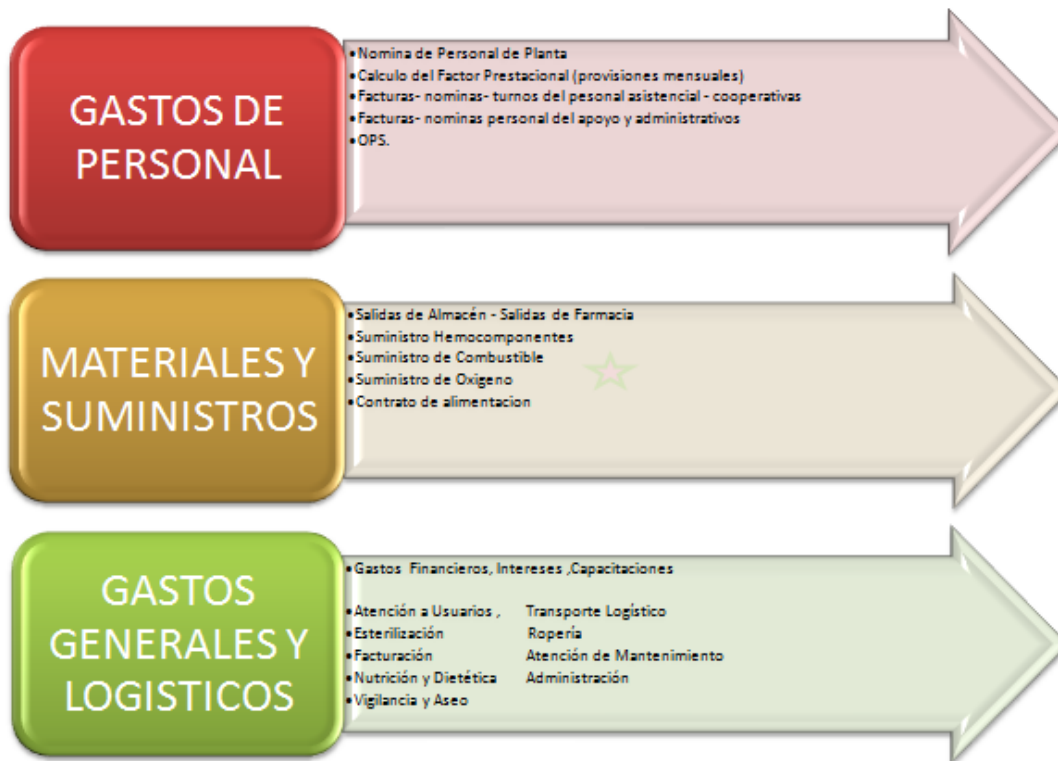 GASTOS DE
PERSONAL
•Nomina de Personal de Planta
•Calculo del Factor Prestacional (provisiones mensuales)
•Facturas- nominas- turnos del pesonal asistencial - cooperativas
•Facturas- nominas personal del apoyo y administrativos
•OPS.
MATERIALES Y
SUMINISTROS
•Salidas de Almacén - Salidas de Farmacia
•Suministro Hemocomponentes
•Suministro de Combustible
•Suministro de Oxigeno
•Contrato de alimentacion
GASTOS
GENERALES Y
LOGISTICOS
•Gastos Financieros, Intereses ,Capacitaciones
•Atención a Usuarios , Transporte Logístico
•Esterilización Ropería
•Facturación Atención de Mantenimiento
•Nutrición y Dietética Administración
•Vigilancia y Aseo